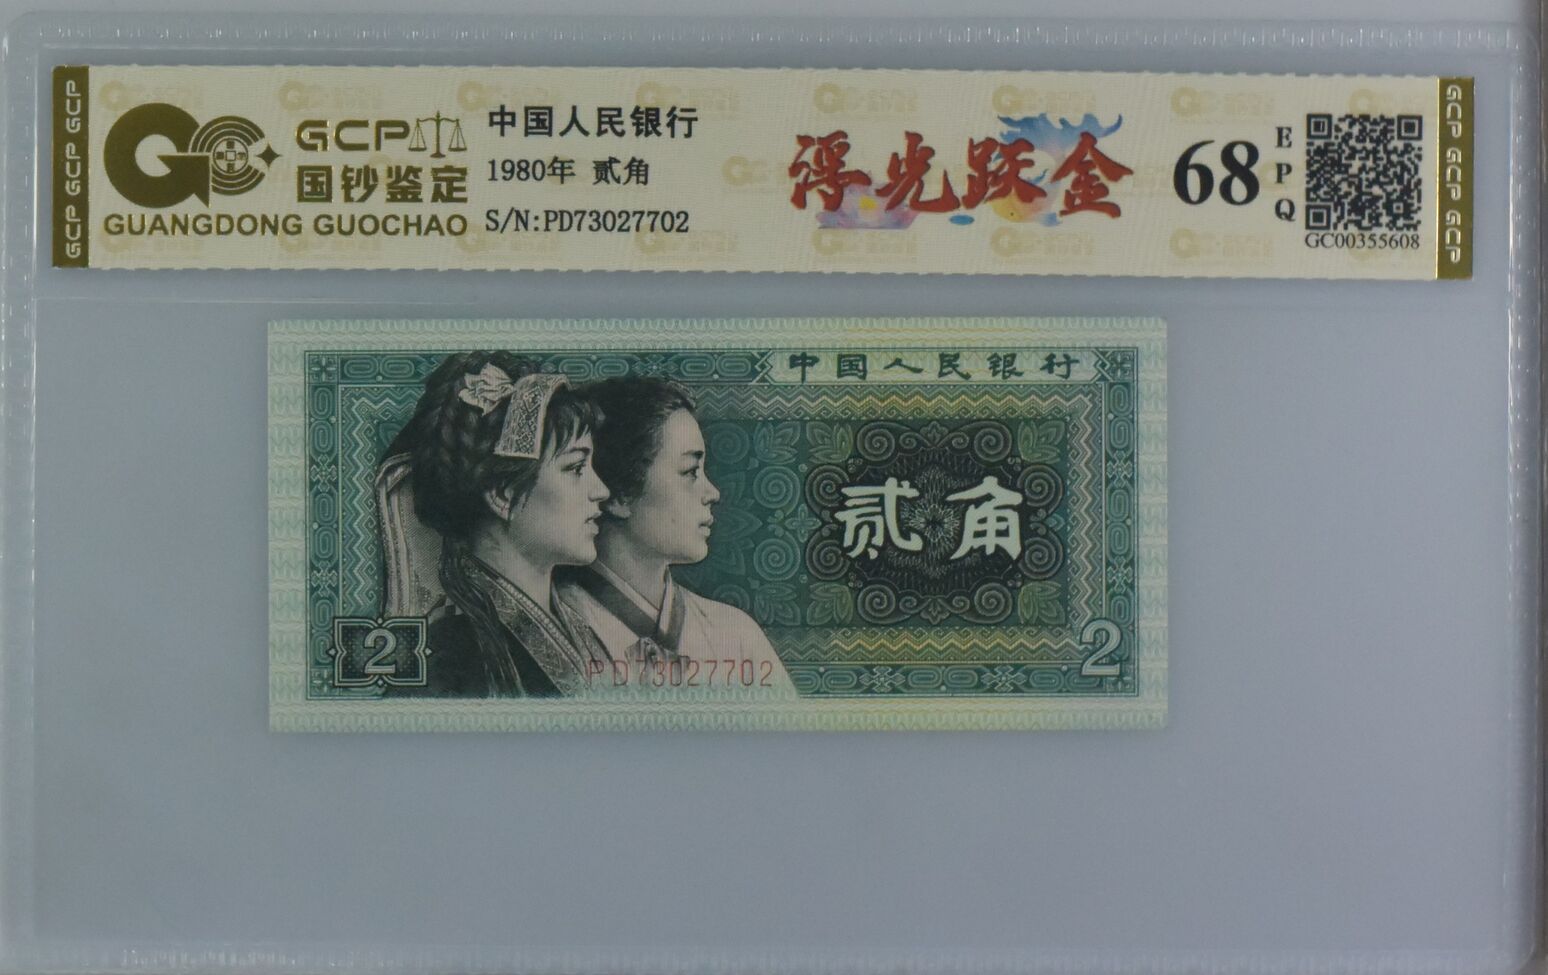 GCP GCP GCP
GCP
国钞鉴定
GUANGDONG GUOCHAO
中国人民银行
1980年 贰角
S/N:PD73027702
浮光跃金
68
EPQ
GC00355608
GCP GCP GCP
中国人民银行
贰角
2
2
PD73027702